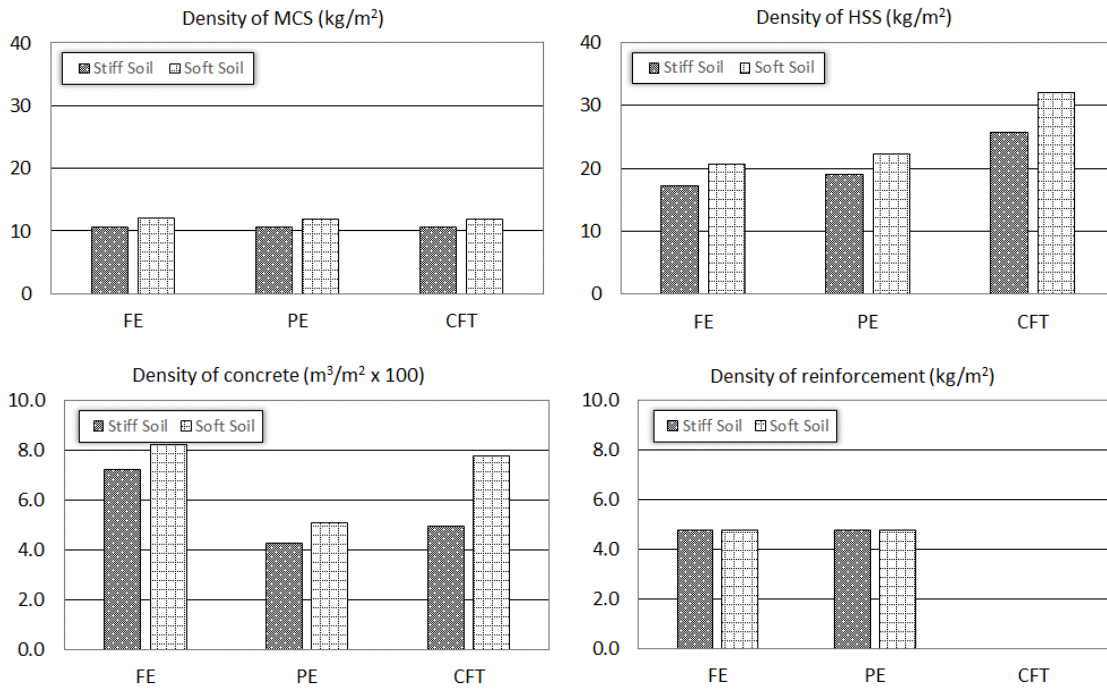 Density of MCS (kg/m²)
40
Stiff Soil Soft Soil
30
20
10
0
FE PE CFT
Density of HSS (kg/m²)
40
Stiff Soil Soft Soil
30
20
10
0
FE PE CFT
Density of concrete (m³/m² x 100)
10.0
Stiff Soil Soft Soil
8.0
6.0
4.0
2.0
0.0
FE PE CFT
Density of reinforcement (kg/m²)
10.0
Stiff Soil Soft Soil
8.0
6.0
4.0
2.0
0.0
FE PE CFT